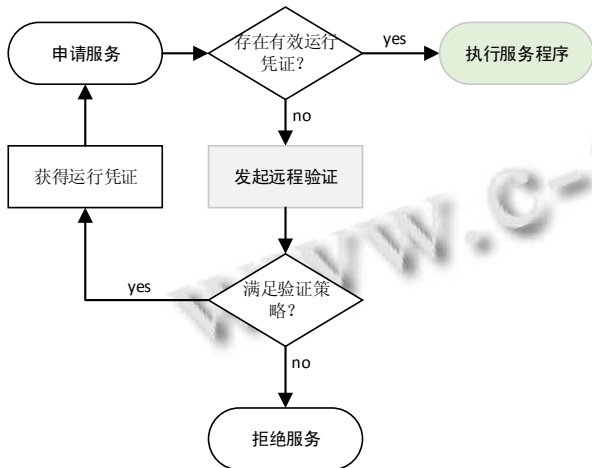 申请服务
存在有效运行
凭证？
yes
执行服务程序
no
获得运行凭证
发起远程验证
yes
满足验证策
略？
no
拒绝服务
www.c-